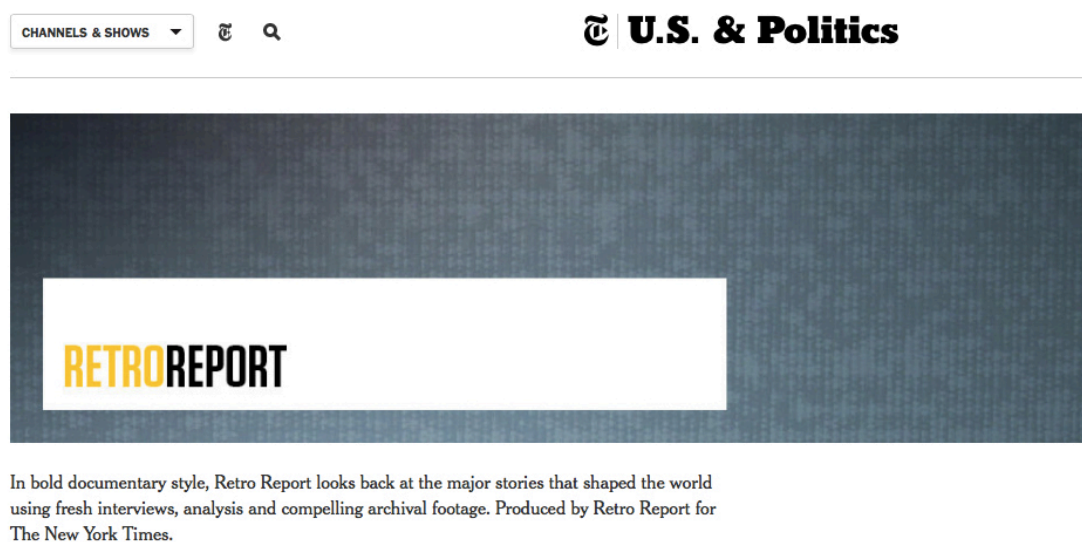 CHANNELS & SHOWS
T
T U.S. & Politics
RETROREPORT
In bold documentary style, Retro Report looks back at the major stories that shaped the world
using fresh interviews, analysis and compelling archival footage. Produced by Retro Report for
The New York Times.